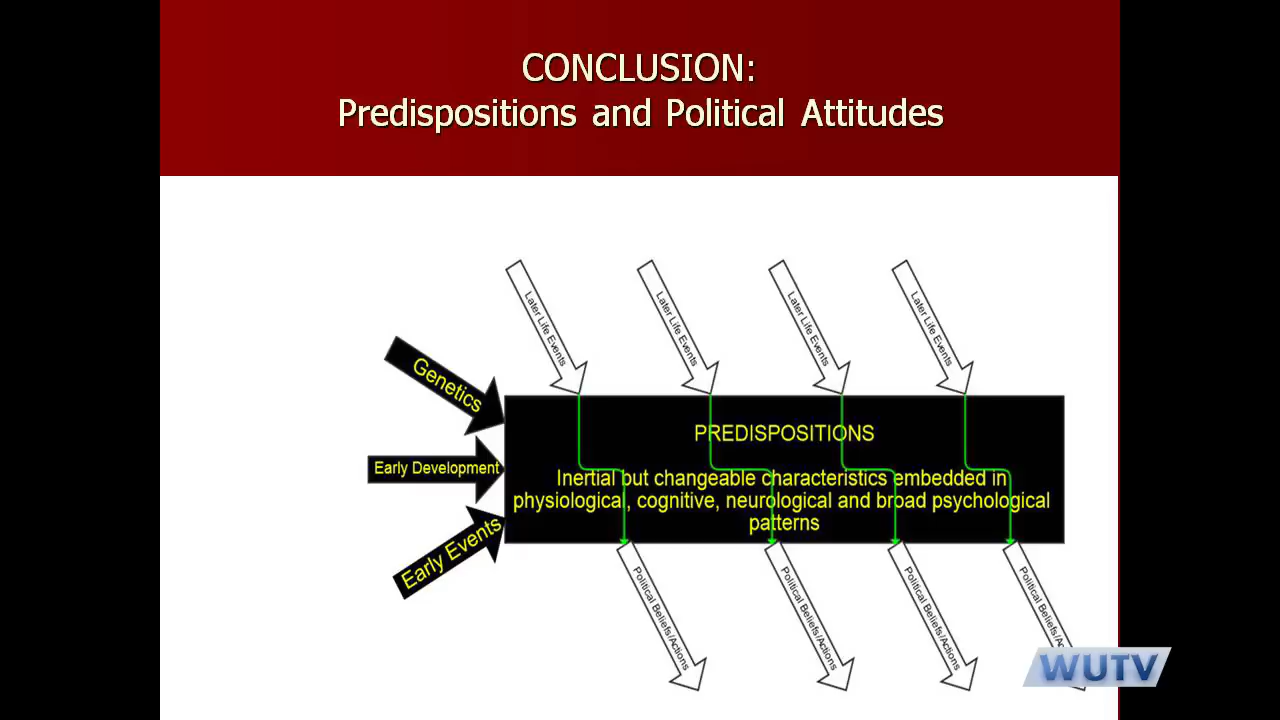 CONCLUSION:
Predispositions and Political Attitudes
Later Life Events
Later Life Events
Later Life Events
Later Life Events
Genetics
Early Development
Early Events
PREDISPOSITIONS
Inertial but changeable characteristics embedded in
physiological, cognitive, neurological and broad psychological
patterns
Political Beliefs/Actions
Political Beliefs/Actions
Political Beliefs/Actions
Political Beliefs/
WUTV